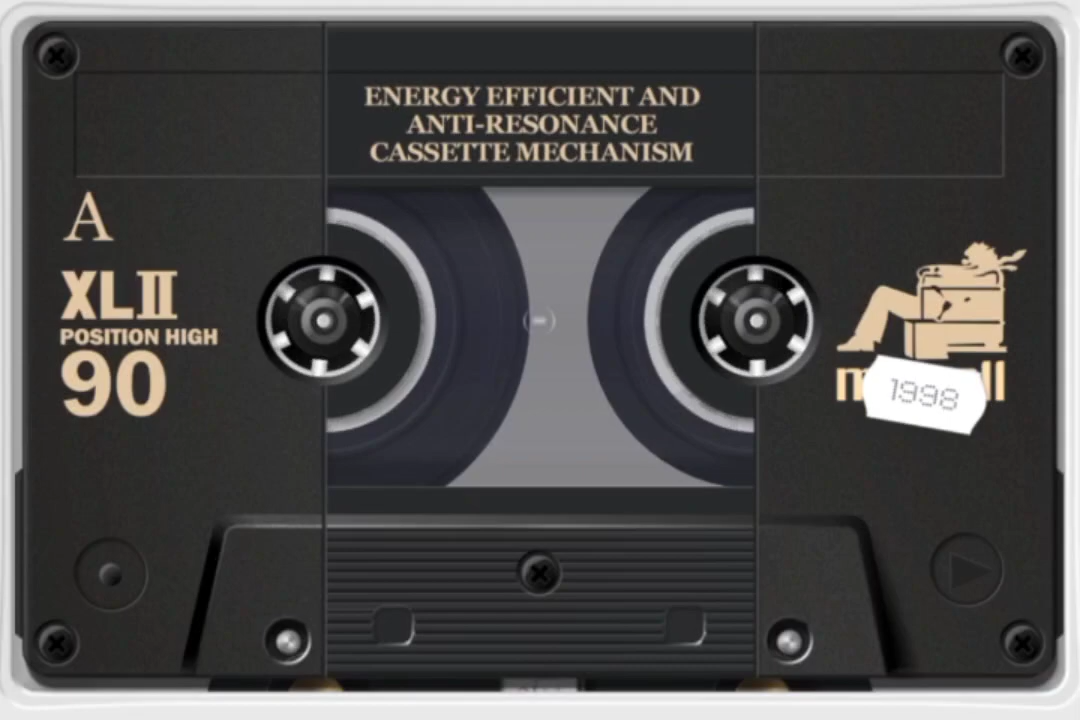 ENERGY EFFICIENT AND
ANTI-RESONANCE
CASSETTE MECHANISM
A
XLII
POSITION HIGH
90
1998